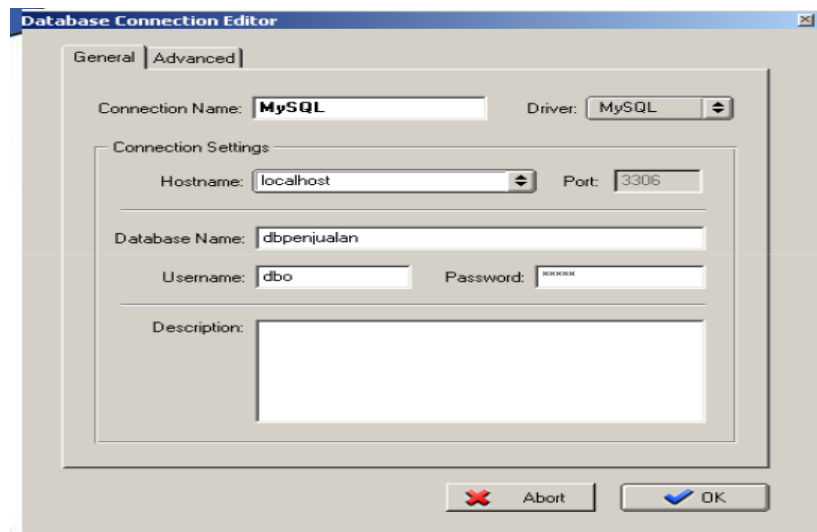 Database Connection Editor
General Advanced
Connection Name: MySQL Driver: MySQL
Connection Settings
Hostname: localhost Port: 3306
Database Name: dbpenjualan
Username: dbo Password: *****
Description:
Abort OK